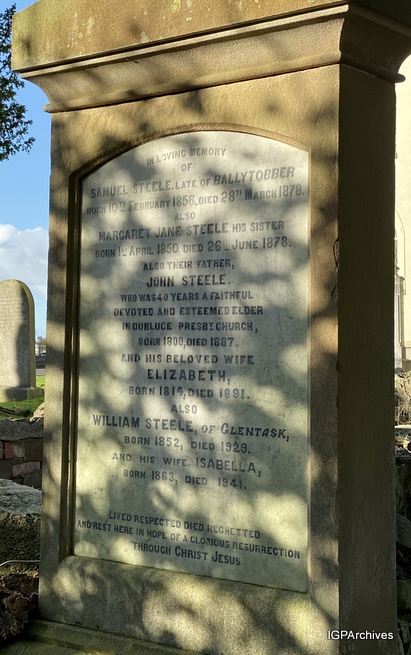 IN LOVING MEMORY
OF
SAMUEL STEELE, LATE OF BALLYTOBBER
BORN 10TH FEBRUARY 1856, DIED 28TH MARCH 1878.
ALSO
MARGARET JANE STEELE, HIS SISTER
BORN 1ST APRIL 1850, DIED 26TH JUNE 1878.
ALSO THEIR FATHER,
JOHN STEELE.
WHO WAS 40 YEARS A FAITHFUL
DEVOTED AND ESTEEMED ELDER
IN DUNLUCE PRESBY CHURCH,
BORN 1808, DIED 1887.
AND HIS BELOVED WIFE
ELIZABETH,
BORN 1819, DIED 1891.
ALSO
WILLIAM STEELE, OF GLENTASK,
BORN 1852, DIED 1929.
AND HIS WIFE ISABELLA,
BORN 1863, DIED 1941.
LIVED RESPECTED DIED REGRETTED
AND REST HERE IN HOPE OF A GLORIOUS RESURRECTION
THROUGH CHRIST JESUS
IGPArchives